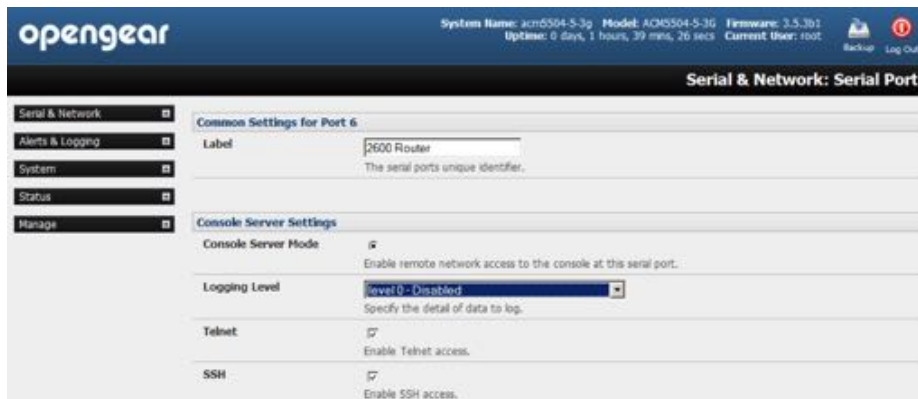 opengear
System Name: acm5504-5-3g Model: ACM5504-5-3G Firmware: 3.5.3b1
Uptime: 0 days, 1 hours, 39 mins, 26 secs Current User: root
Backup Log Out
Serial & Network: Serial Port
Serial & Network
Alerts & Logging
System
Status
Manage
Common Settings for Port 6
Label
2600 Router
The serial ports unique identifier.
Console Server Settings
Console Server Mode
Enable remote network access to the console at this serial port.
Logging Level
level 0 - Disabled
Specify the detail of data to log.
Telnet
Enable Telnet access.
SSH
Enable SSH access.